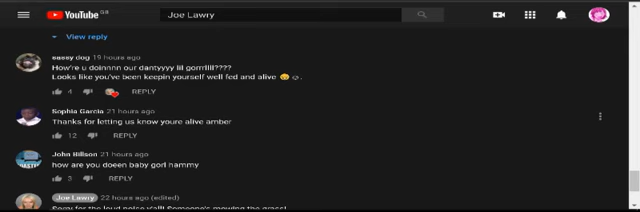 YouTube GB
Joe Lawry
View reply
sassy dog 19 hours ago
How're u doinnnn our dantyyyy lil gorrrllll????
Looks like you've been keepin yourself well fed and alive
4 REPLY
Sophia Garcia 21 hours ago
Thanks for letting us know youre alive amber
12 REPLY
John Hillson 21 hours ago
how are you doeen baby gorl hammy
3 REPLY
Joe Lawry 22 hours ago (edited)
Sorry for the loud noise y'all! Someone's mowing the grass!